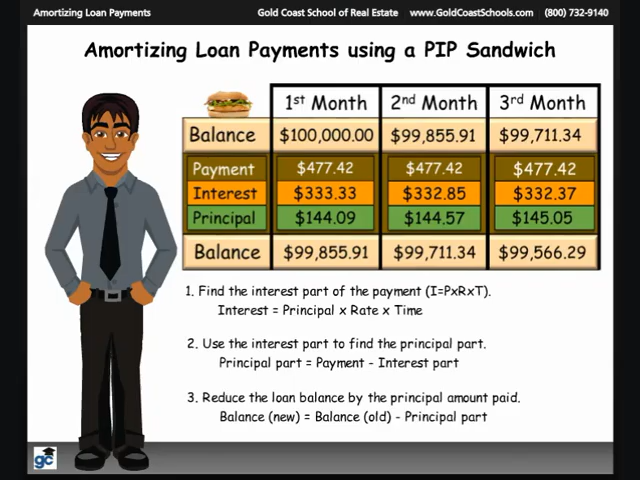 Amortizing Loan Payments
Gold Coast School of Real Estate www.GoldCoastSchools.com (800) 732-9140
Amortizing Loan Payments using a PIP Sandwich
1st Month 2nd Month 3rd Month
Balance $100,000.00 $99,855.91 $99,711.34
Payment $477.42 $477.42 $477.42
Interest $333.33 $332.85 $332.37
Principal $144.09 $144.57 $145.05
Balance $99,855.91 $99,711.34 $99,566.29
1. Find the interest part of the payment (I=PxRxT).
Interest = Principal x Rate x Time
2. Use the interest part to find the principal part.
Principal part = Payment - Interest part
3. Reduce the loan balance by the principal amount paid.
Balance (new) = Balance (old) - Principal part
gc